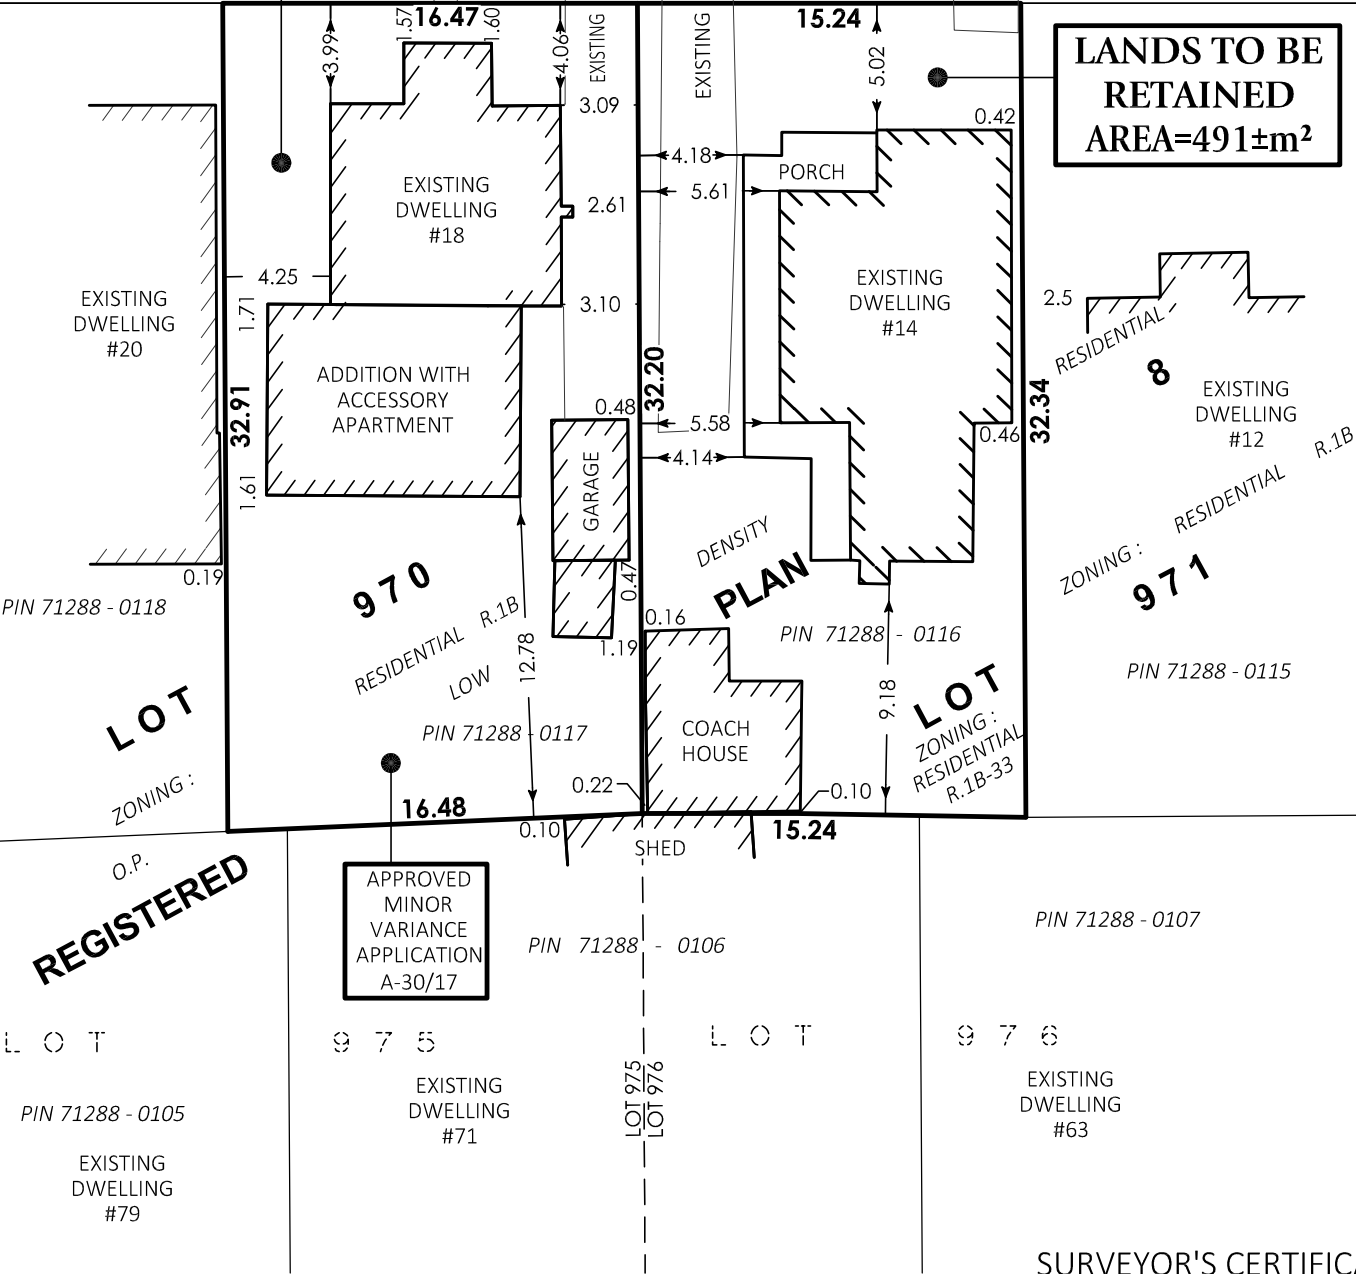 16.47
15.24
3.99
1.57
1.60
4.06
EXISTING
EXISTING
5.02
LANDS TO BE
RETAINED
AREA=491±m²
3.09
0.42
4.18
PORCH
5.61
EXISTING
DWELLING
#18
2.61
4.25
3.10
EXISTING
DWELLING
#14
EXISTING
DWELLING
#20
1.71
2.5
RESIDENTIAL
8
ADDITION WITH
ACCESSORY
APARTMENT
32.91
32.20
32.34
EXISTING
DWELLING
#12
0.48
5.58
0.46
4.14
R.1B
RESIDENTIAL
ZONING :
971
GARAGE
1.61
DENSITY
PLAN
970
0.19
0.47
PIN 71288 - 0118
0.16
PIN 71288 - 0116
RESIDENTIAL R.1B
LOW
12.78
1.19
PIN 71288 - 0115
9.18
LOT
ZONING :
RESIDENTIAL
R.1B-33
LOT
PIN 71288 - 0117
COACH
HOUSE
ZONING :
0.22
0.10
16.48
0.10
15.24
SHED
O.P.
REGISTERED
APPROVED
MINOR
VARIANCE
APPLICATION
A-30/17
PIN 71288 - 0106
PIN 71288 - 0107
LOT 975
LOT 976
LOT 975
LOT 976
EXISTING
DWELLING
#71
EXISTING
DWELLING
#63
PIN 71288 - 0105
EXISTING
DWELLING
#79
SURVEYOR'S CERTIFICA